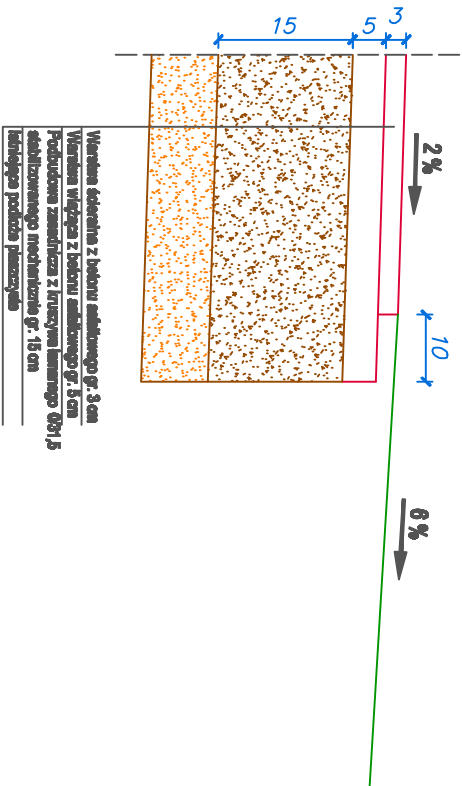 15
5
3
2%
10
6%
Warstwa ścieralna z betonu asfaltowego gr. 3 cm
Warstwa wiążąca z betonu asfaltowego gr. 5 cm
Podbudowa zasadnicza z kruszywa łamanego 0/31,5
stabilizowanego mechanicznie gr. 15 cm
Istniejące podłoże piaszczyste